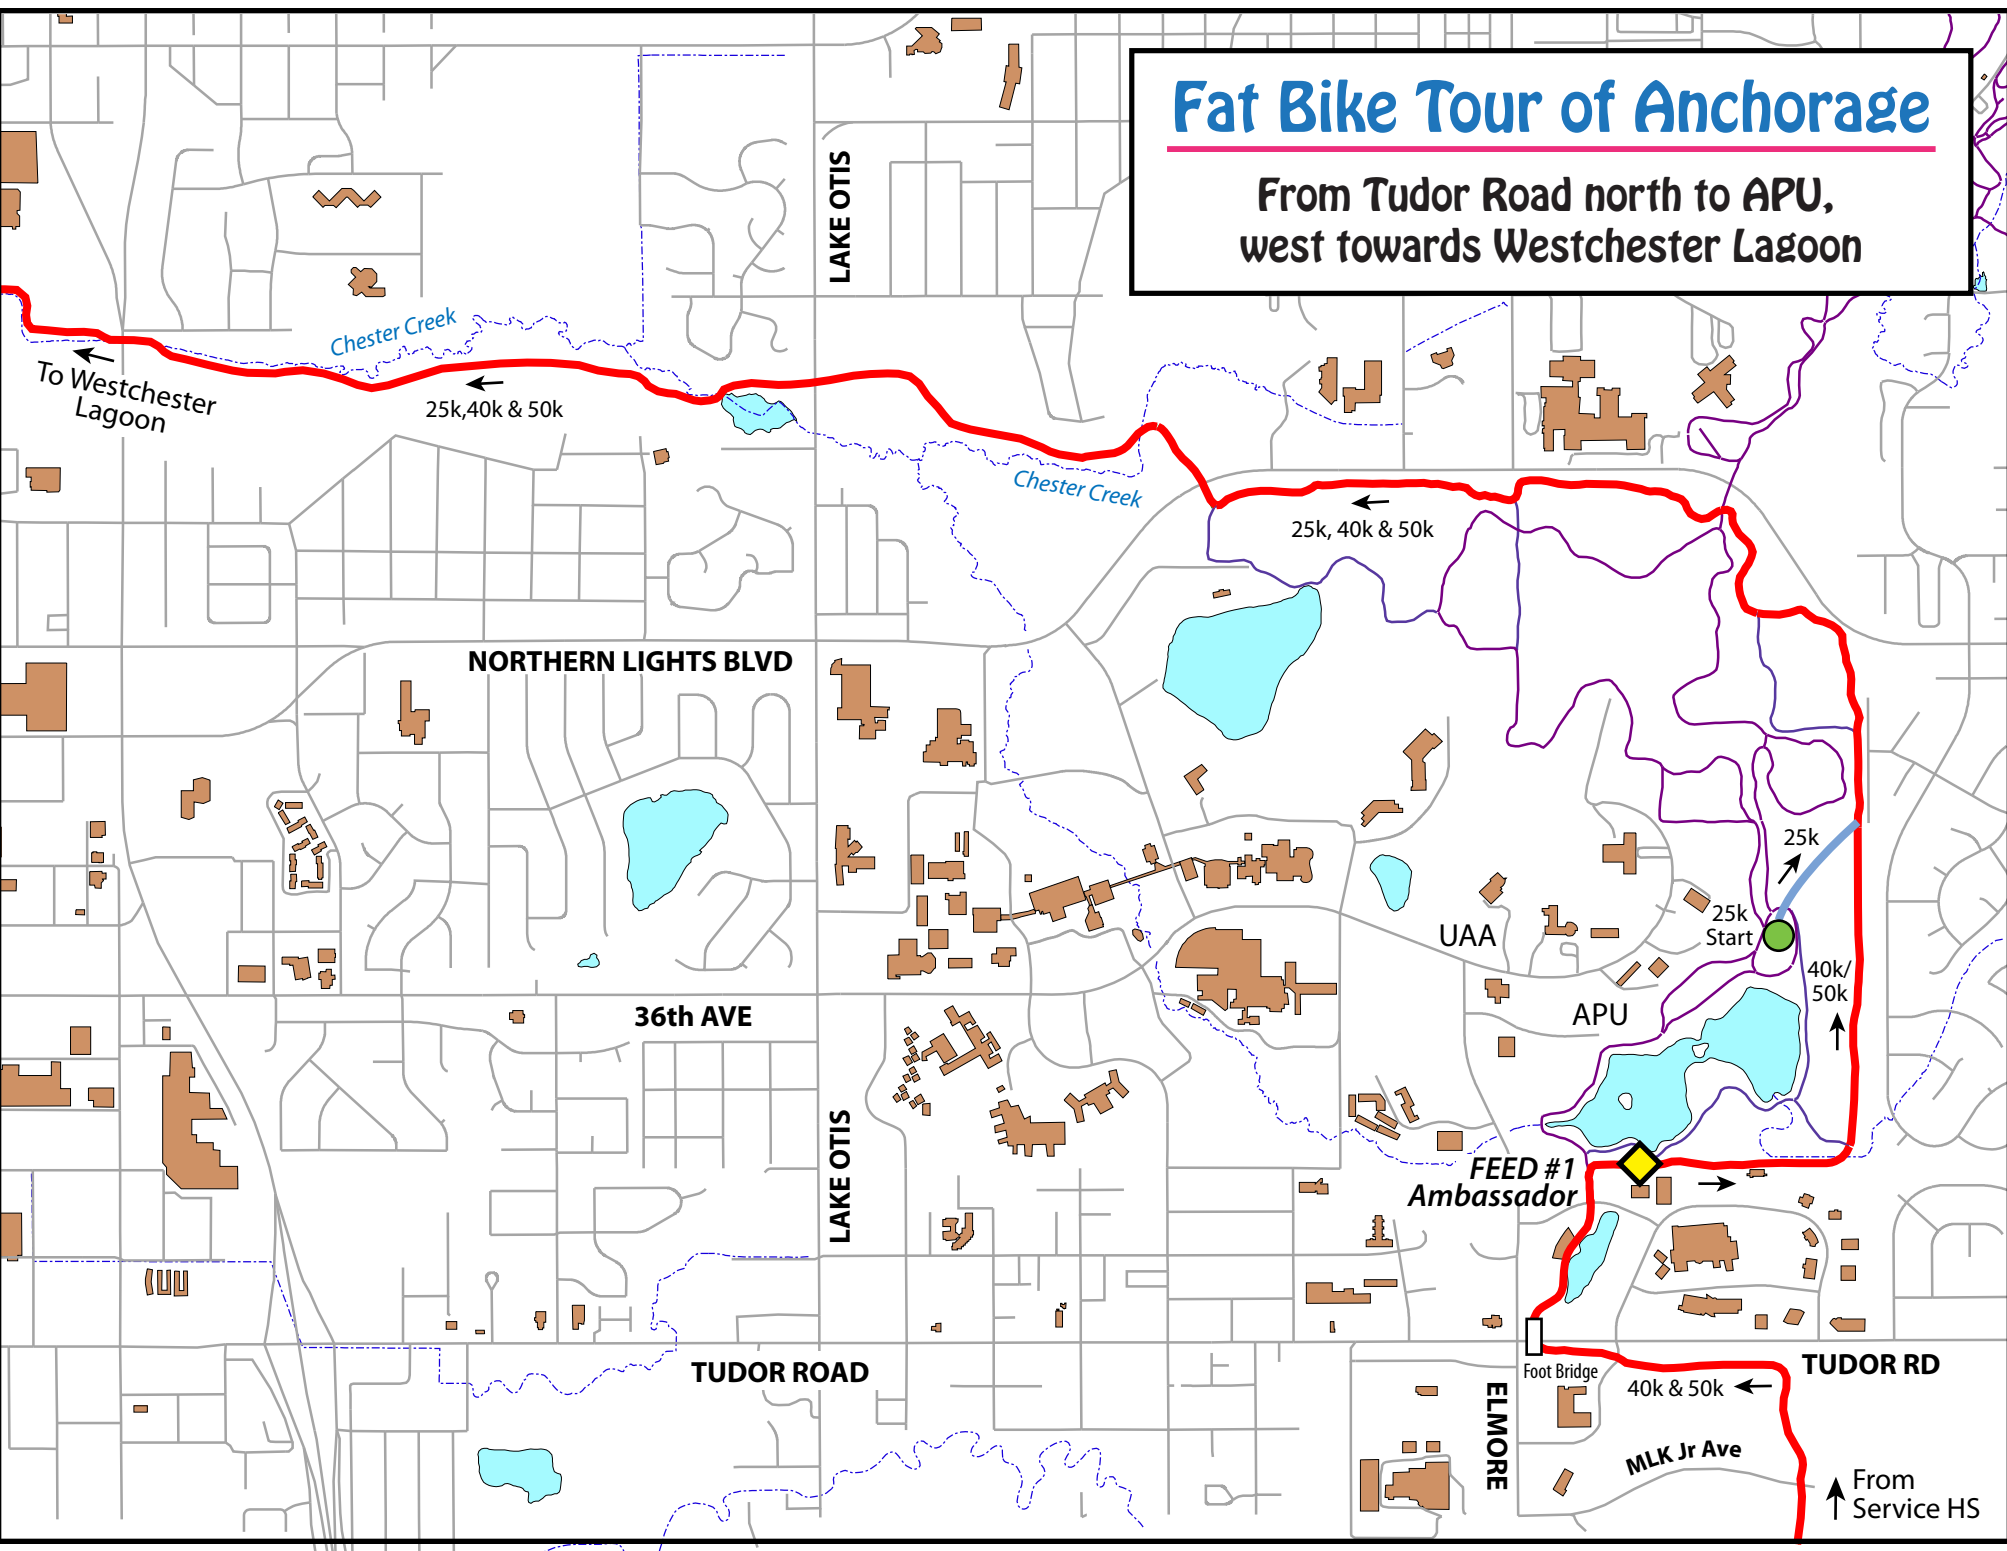 Fat Bike Tour of Anchorage
From Tudor Road north to APU,
west towards Westchester Lagoon
LAKE OTIS
Chester Creek
To Westchester
Lagoon
25k,40k & 50k
Chester Creek
25k, 40k & 50k
NORTHERN LIGHTS BLVD
25k
25k
Start
UAA
40k/
50k
APU
36th AVE
LAKE OTIS
FEED #1
Ambassador
TUDOR ROAD
Foot Bridge
TUDOR RD
40k & 50k
ELMORE
MLK Jr Ave
From
Service HS